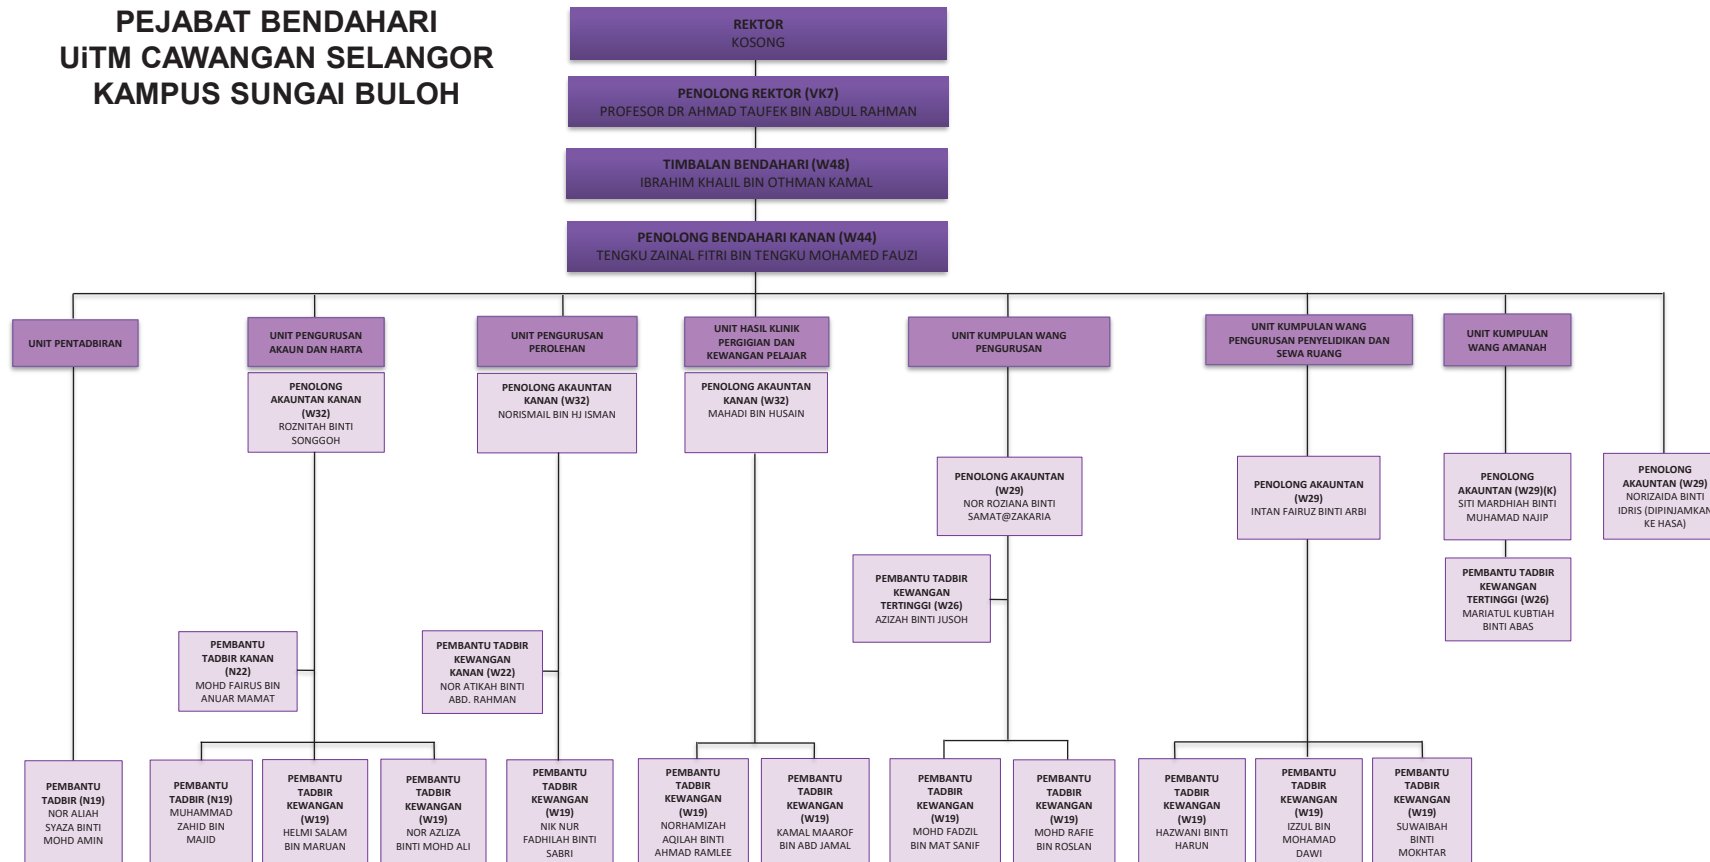 PEJABAT BENDAHARI
UiTM CAWANGAN SELANGOR
KAMPUS SUNGAI BULOH
REKTOR
KOSONG
PENOLONG REKTOR (VK7)
PROFESOR DR AHMAD TAUFEK BIN ABDUL RAHMAN
TIMBALAN BENDAHARI (W48)
IBRAHIM KHALIL BIN OTHMAN KAMAL
PENOLONG BENDAHARI KANAN (W44)
TENGKU ZAINAL FITRI BIN TENGKU MOHAMED FAUZI
UNIT PENTADBIRAN
UNIT PENGURUSAN
AKAUN DAN HARTA
UNIT PENGURUSAN
PEROLEHAN
UNIT HASIL KLINIK
PERGIGIAN DAN
KEWANGAN PELAJAR
UNIT KUMPULAN WANG
PENGURUSAN
UNIT KUMPULAN WANG
PENGURUSAN PENYELIDIKAN DAN
SEWA RUANG
UNIT KUMPULAN
WANG AMANAH
PENOLONG
AKAUNTAN KANAN
(W32)
ROZNITAH BINTI
SONGGOH
PENOLONG AKAUNTAN
KANAN (W32)
NORISMAIL BIN HJ ISMAN
PENOLONG AKAUNTAN
KANAN (W32)
MAHADI BIN HUSAIN
PENOLONG AKAUNTAN
(W29)
NOR ROZIANA BINTI
SAMAT@ZAKARIA
PENOLONG AKAUNTAN
(W29)
INTAN FAIRUZ BINTI ARBI
PENOLONG
AKAUNTAN (W29)(K)
SITI MARDHIAH BINTI
MUHAMAD NAJIP
PENOLONG
AKAUNTAN (W29)
NORIZAIDA BINTI
IDRIS (DIPINJAMKAN
KE HASA)
PEMBANTU TADBIR
KEWANGAN
TERTINGGI (W26)
AZIZAH BINTI JUSOH
PEMBANTU TADBIR
KEWANGAN
TERTINGGI (W26)
MARIATUL KUBTIAH
BINTI ABAS
PEMBANTU
TADBIR KANAN
(N22)
MOHD FAIRUS BIN
ANUAR MAMAT
PEMBANTU TADBIR
KEWANGAN
KANAN (W22)
NOR ATIKAH BINTI
ABD. RAHMAN
PEMBANTU
TADBIR (N19)
NOR ALIAH
SYAZA BINTI
MOHD AMIN
PEMBANTU
TADBIR (N19)
MUHAMMAD
ZAHID BIN
MAJID
PEMBANTU
TADBIR
KEWANGAN
(W19)
HELMI SALAM
BIN MARUAN
PEMBANTU
TADBIR
KEWANGAN
(W19)
NOR AZLIZA
BINTI MOHD ALI
PEMBANTU
TADBIR
KEWANGAN
(W19)
NIK NUR
FADHILAH BINTI
SABRI
PEMBANTU
TADBIR
KEWANGAN
(W19)
NORHAMIZAH
AQILAH BINTI
AHMAD RAMLEE
PEMBANTU
TADBIR
KEWANGAN
(W19)
KAMAL MAAROF
BIN ABD JAMAL
PEMBANTU
TADBIR
KEWANGAN
(W19)
MOHD FADZIL
BIN MAT SANIF
PEMBANTU
TADBIR
KEWANGAN
(W19)
MOHD RAFIE
BIN ROSLAN
PEMBANTU
TADBIR
KEWANGAN
(W19)
HAZWANI BINTI
HARUN
PEMBANTU
TADBIR
KEWANGAN
(W19)
IZZUL BIN
MOHAMAD
DAWI
PEMBANTU
TADBIR
KEWANGAN
(W19)
SUWAIBAH
BINTI
MOKHTAR